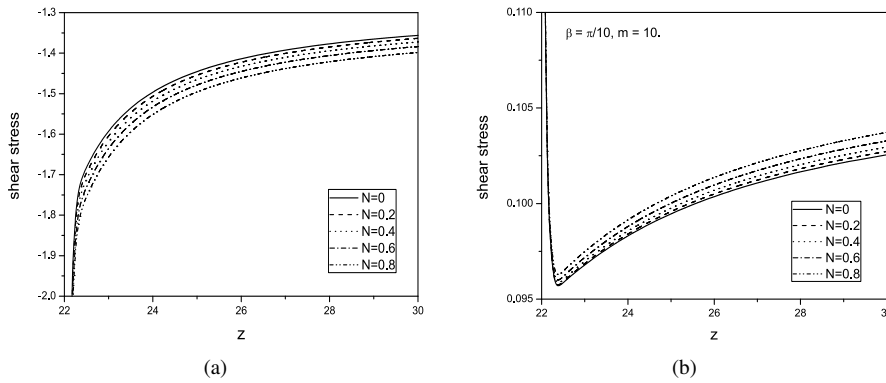 -1.3
-1.4
-1.5
-1.6
-1.7
-1.8
-1.9
-2.0
shear stress
22 24 26 28 30
z
N=0
N=0.2
N=0.4
N=0.6
N=0.8
(a)
0.110
0.105
0.100
0.095
shear stress
β = π/10, m = 10.
22 24 26 28 30
z
N=0
N=0.2
N=0.4
N=0.6
N=0.8
(b)